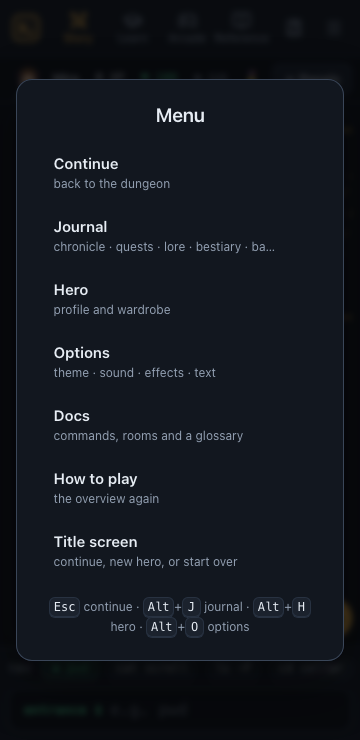 Menu
Continue
back to the dungeon
Journal
chronicle · quests · lore · bestiary · ba...
Hero
profile and wardrobe
Options
theme · sound · effects · text
Docs
commands, rooms and a glossary
How to play
the overview again
Title screen
continue, new hero, or start over
Esc continue · Alt+J journal · Alt+H
hero · Alt+O options